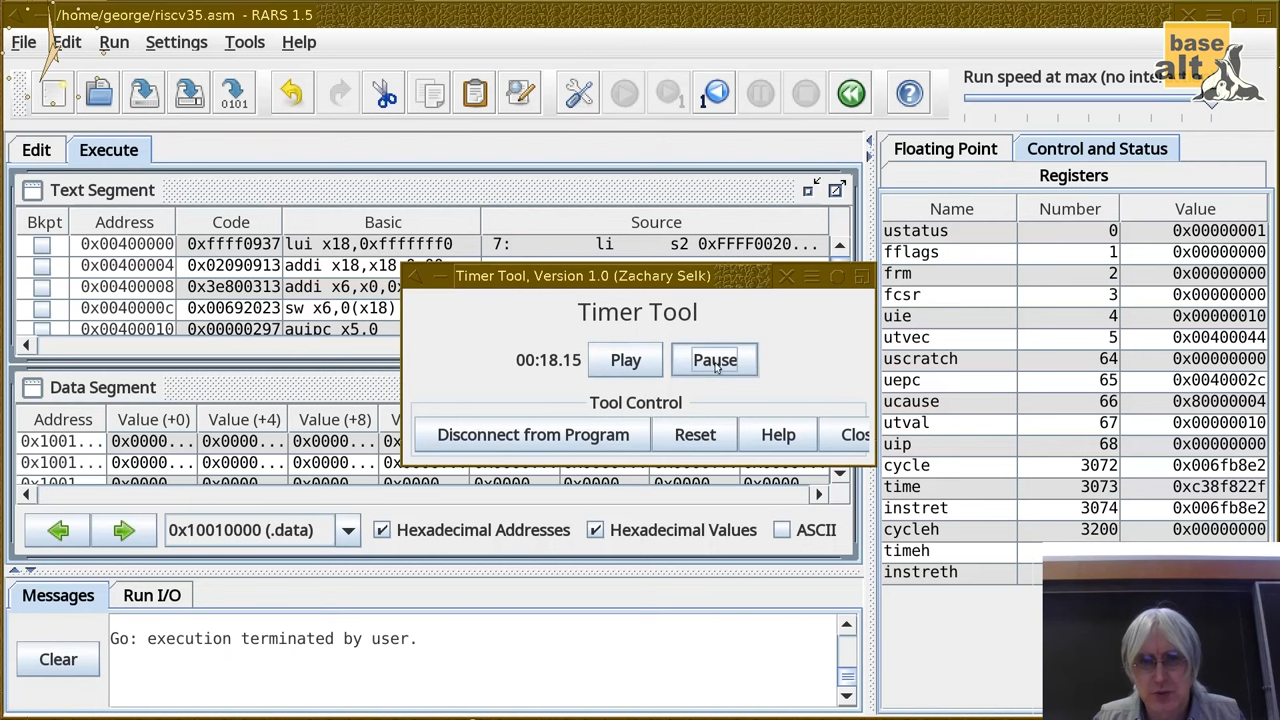 /home/george/riscv35.asm - RARS 1.5
File Edit Run Settings Tools Help
base
alt
Run speed at max (no inte
Edit Execute
Floating Point Control and Status
Registers
Text Segment
Bkpt Address Code Basic Source
0x00400000 0xffff0937 lui x18,0xfffffff0 7: li s2 0xFFFF0020...
0x00400004 0x02090913 addi x18,x18
0x00400008 0x3e800313 addi x6,x0,0x
0x0040000c 0x00692023 sw x6,0(x18)
0x00400010 0x00000297 auipc x5,0
Timer Tool, Version 1.0 (Zachary Selk)
Timer Tool
00:18.15 Play Pause
Tool Control
Disconnect from Program Reset Help Clos
Data Segment
Address Value (+0) Value (+4) Value (+8) V
0x1001... 0x0000... 0x0000... 0x0000...
0x1001... 0x0000... 0x0000... 0x0000...
0x10010000 (.data) Hexadecimal Addresses Hexadecimal Values ASCII
Name Number Value
ustatus 0 0x00000001
fflags 1 0x00000000
frm 2 0x00000000
fcsr 3 0x00000000
uie 4 0x00000010
utvec 5 0x00400044
uscratch 64 0x00000000
uepc 65 0x0040002c
ucause 66 0x80000004
utval 67 0x00000010
uip 68 0x00000000
cycle 3072 0x006fb8e2
time 3073 0xc38f822f
instret 3074 0x006fb8e2
cycleh 3200 0x00000000
timeh
instreth
Messages Run I/O
Go: execution terminated by user.
Clear